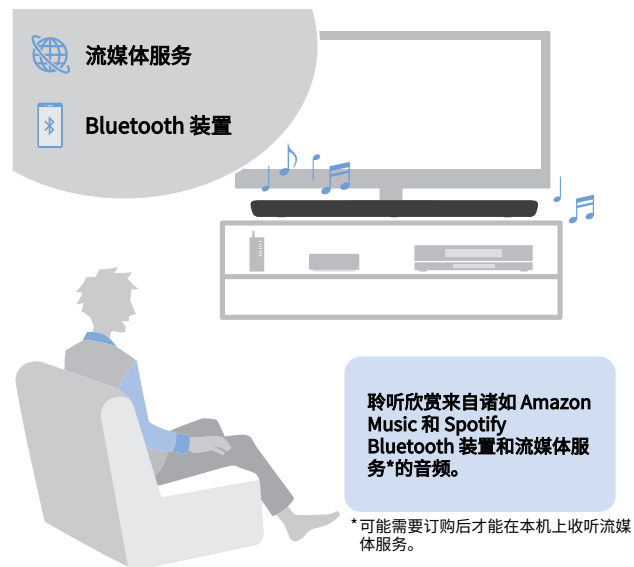 流媒体服务
Bluetooth 装置
聆听欣赏来自诸如 Amazon
Music 和 Spotify
Bluetooth 装置和流媒体服
务*的音频。
*可能需要订购后才能在本机上收听流媒
体服务。